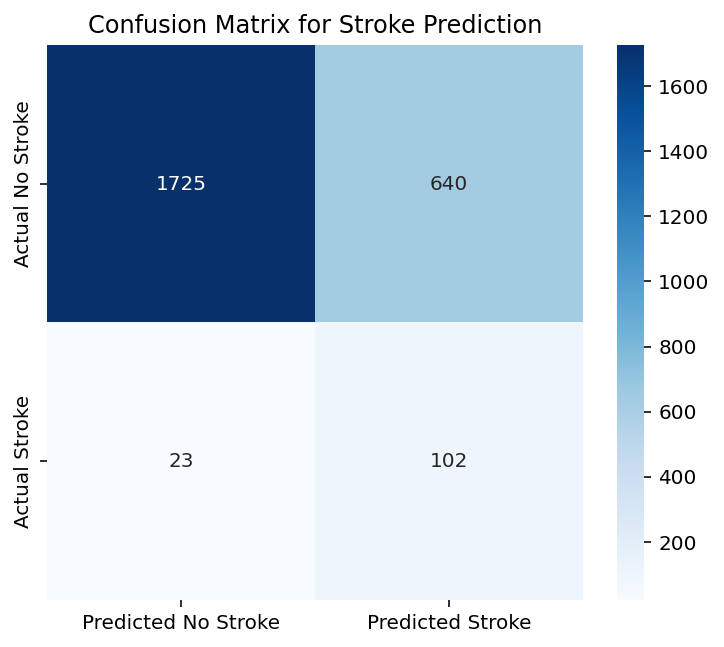 Confusion Matrix for Stroke Prediction
Actual No Stroke
1725
640
Actual Stroke
23
102
Predicted No Stroke
Predicted Stroke
1600
1400
1200
1000
800
600
400
200